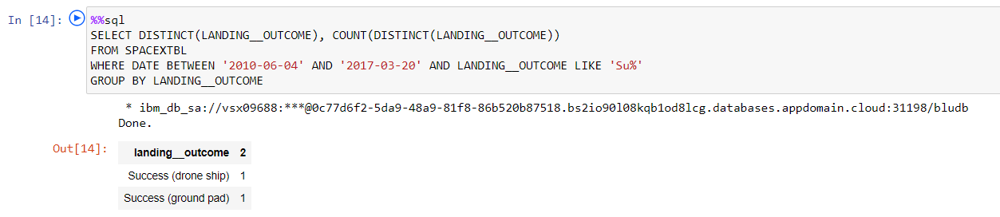 In [14]: %%sql
SELECT DISTINCT(LANDING__OUTCOME), COUNT(DISTINCT(LANDING__OUTCOME))
FROM SPACEXTBL
WHERE DATE BETWEEN '2010-06-04' AND '2017-03-20' AND LANDING__OUTCOME LIKE 'Su%'
GROUP BY LANDING__OUTCOME
* ibm_db_sa://vsx09688:***@0c77d6f2-5da9-48a9-81f8-86b520b87518.bs2io90l08kqb1od8lcg.databases.appdomain.cloud:31198/bludb
Done.
Out[14]: landing__outcome 2
Success (drone ship) 1
Success (ground pad) 1